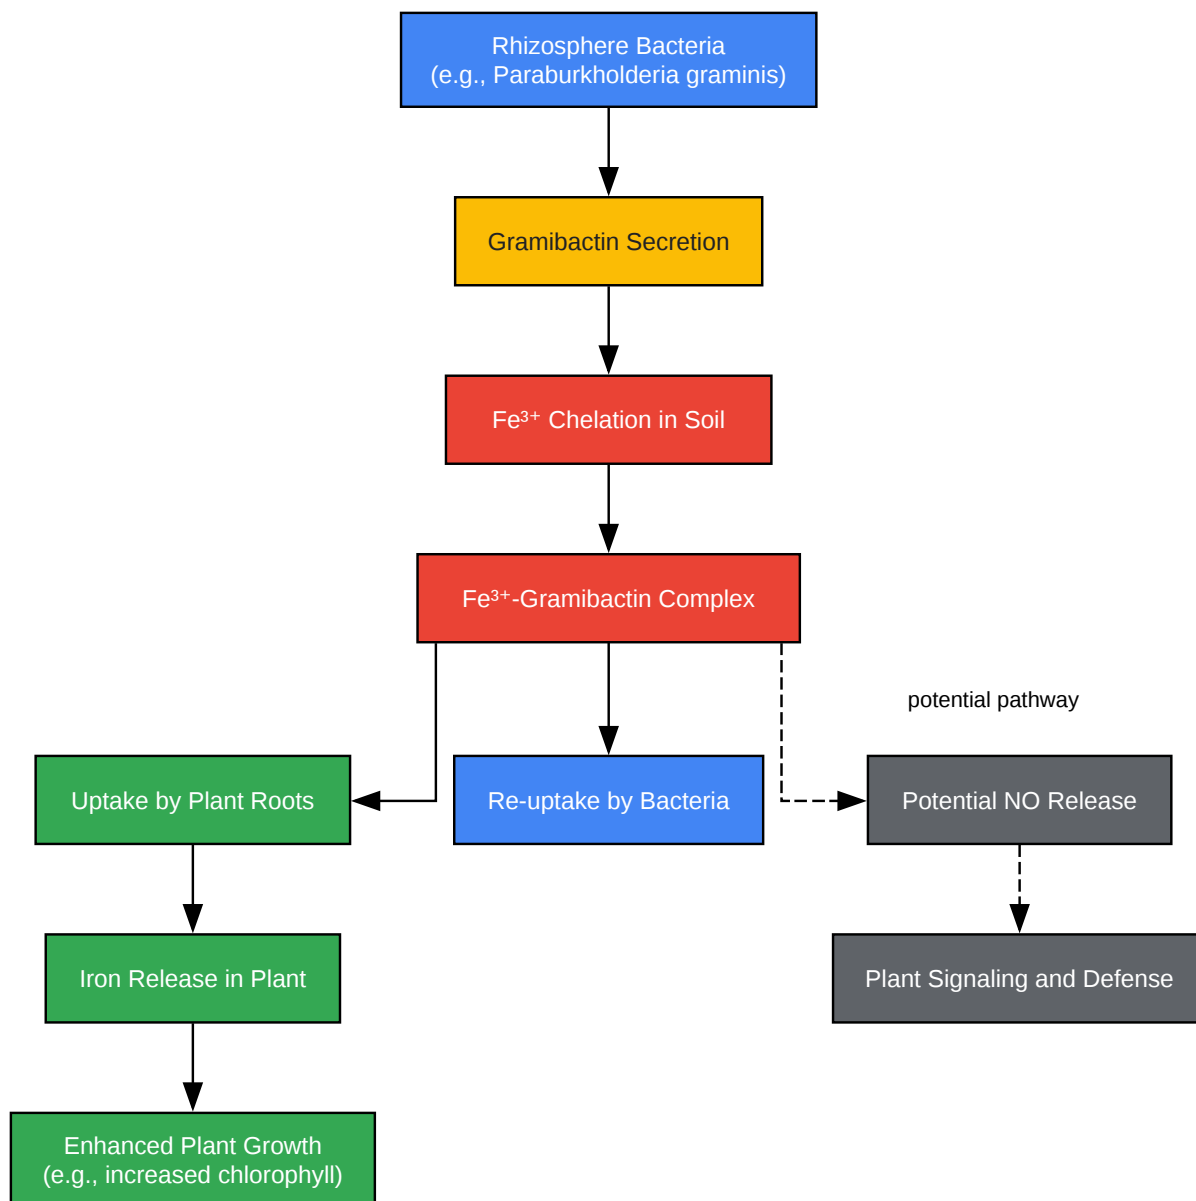 Rhizosphere Bacteria
(e.g., Paraburkholderia graminis)
Gramibactin Secretion
Fe³⁺ Chelation in Soil
Fe³⁺-Gramibactin Complex
potential pathway
Uptake by Plant Roots
Re-uptake by Bacteria
Potential NO Release
Iron Release in Plant
Plant Signaling and Defense
Enhanced Plant Growth
(e.g., increased chlorophyll)